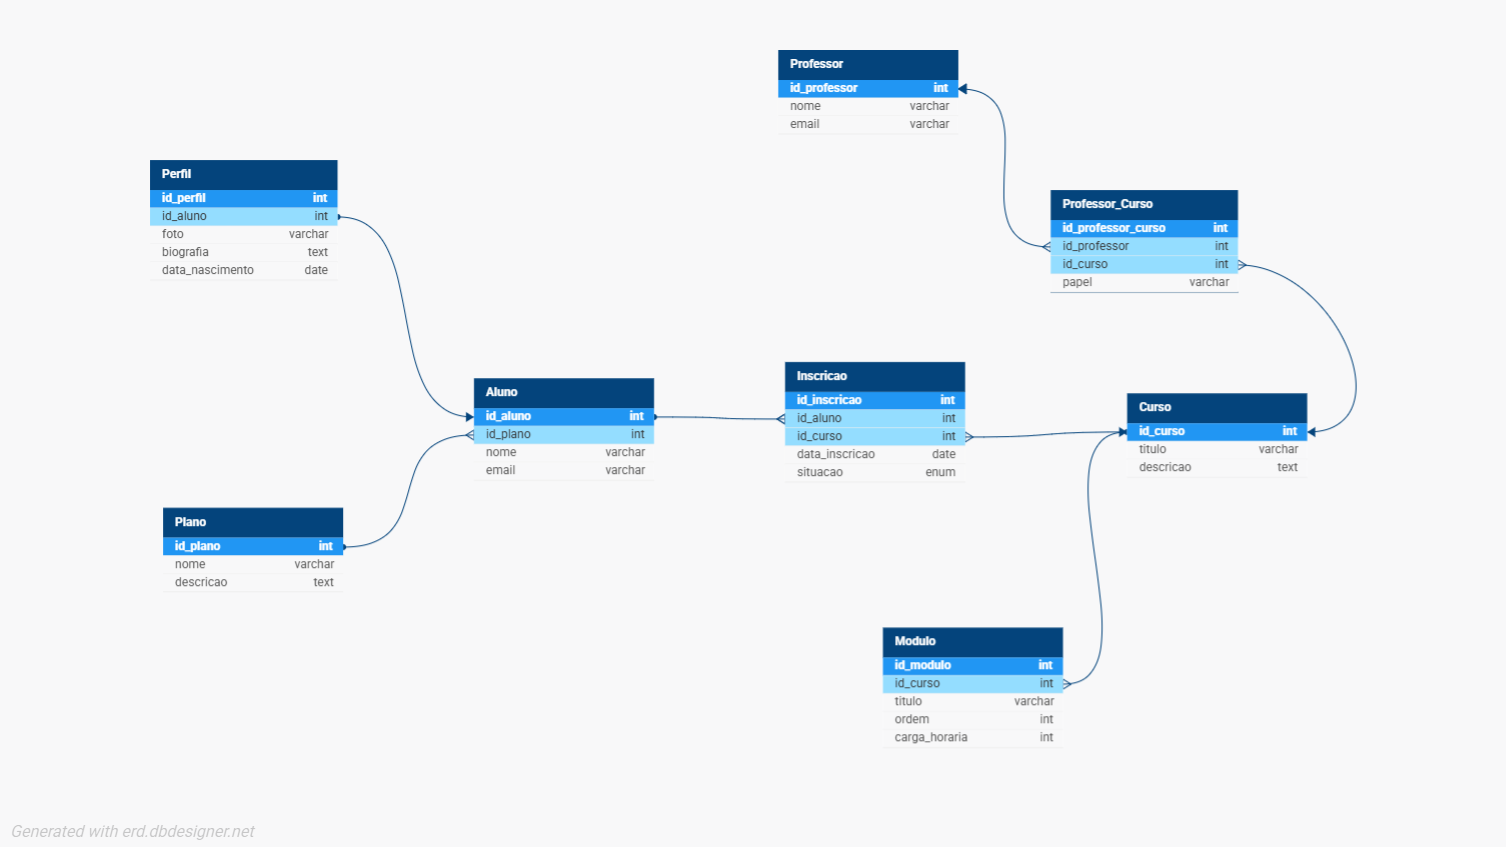 Professor
id_professor int
nome varchar
email varchar
Perfil
id_perfil int
id_aluno int
foto varchar
biografia text
data_nascimento date
Professor_Curso
id_professor_curso int
id_professor int
id_curso int
papel varchar
Aluno
id_aluno int
id_plano int
nome varchar
email varchar
Inscricao
id_inscricao int
id_aluno int
id_curso int
data_inscricao date
situacao enum
Curso
id_curso int
titulo varchar
descricao text
Plano
id_plano int
nome varchar
descricao text
Modulo
id_modulo int
id_curso int
titulo varchar
ordem int
carga_horaria int
Generated with erd.dbdesigner.net